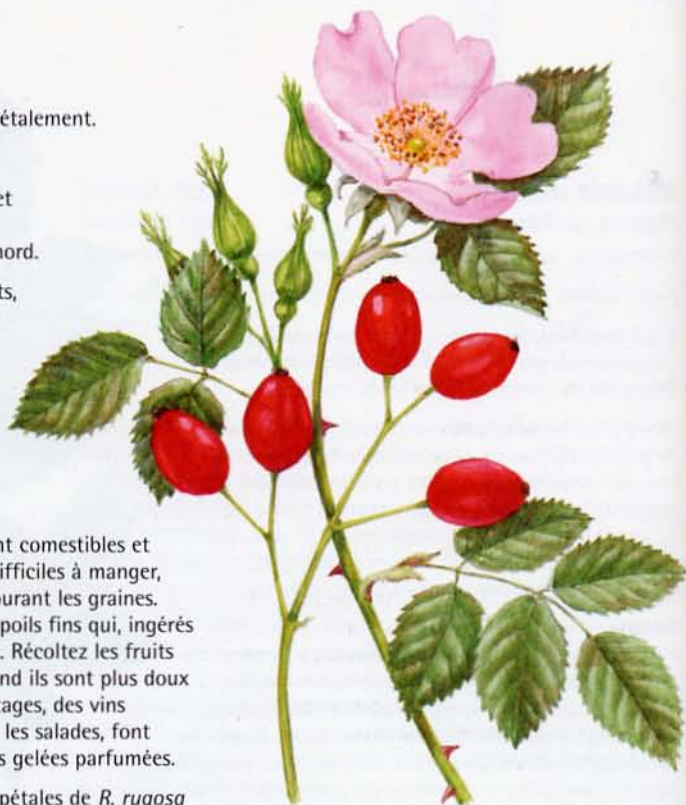 étalement.
et
nord.
ts,
nt comestibles et
ifficiles à manger,
ourant les graines.
poils fins qui, ingérés
. Récoltez les fruits
nd ils sont plus doux
tages, des vins
les salades, font
s gelées parfumées.
pétales de R. rugosa